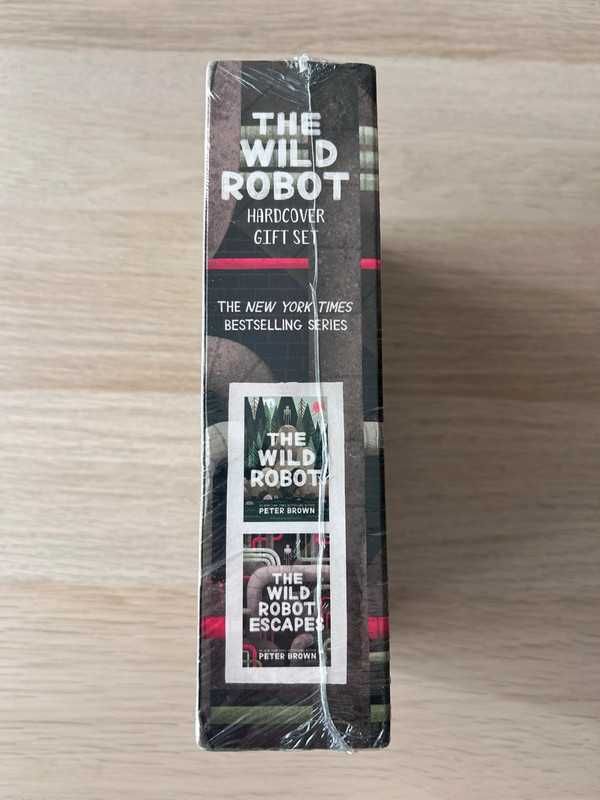 THE
WILD
ROBOT
HARDCOVER
GIFT SET
THE NEW YORK TIMES
BESTSELLING SERIES
THE
WILD
ROBOT
PETER BROWN
THE
WILD
ROBOT
ESCAPES
PETER BROWN